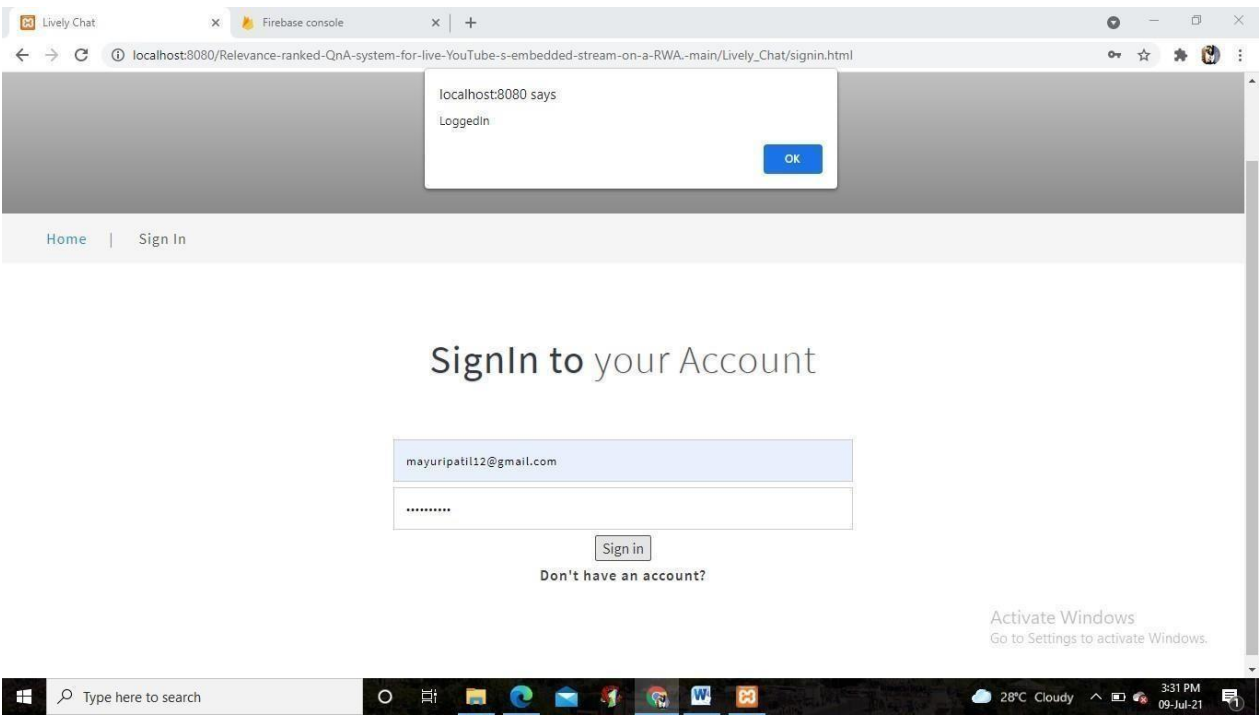 Lively Chat
Firebase console
localhost:8080/Relevance-ranked-QnA-system-for-live-YouTube-s-embedded-stream-on-a-RWA.-main/Lively_Chat/signin.html
localhost:8080 says
LoggedIn
OK
Home | Sign In
SignIn to your Account
mayuripatil12@gmail.com
••••••••••
Sign in
Don't have an account?
Activate Windows
Go to Settings to activate Windows.
Type here to search
28°C Cloudy
3:31 PM
09-Jul-21
1